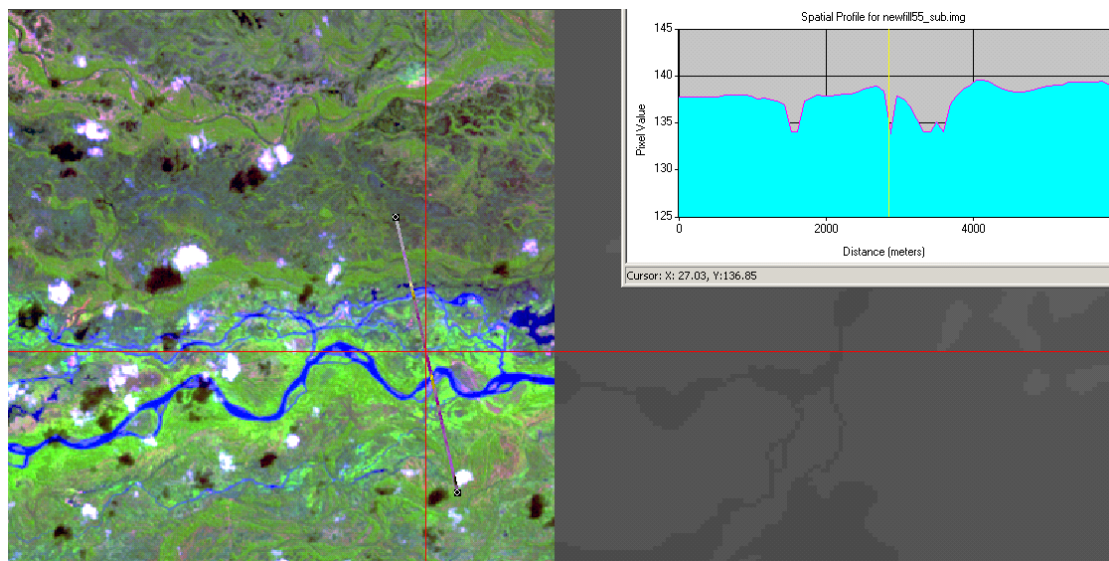 Spatial Profile for newfill55_sub.img
145
140
135
130
125
Pixel Value
0
2000
4000
Distance (meters)
Cursor: X: 27.03, Y:136.85